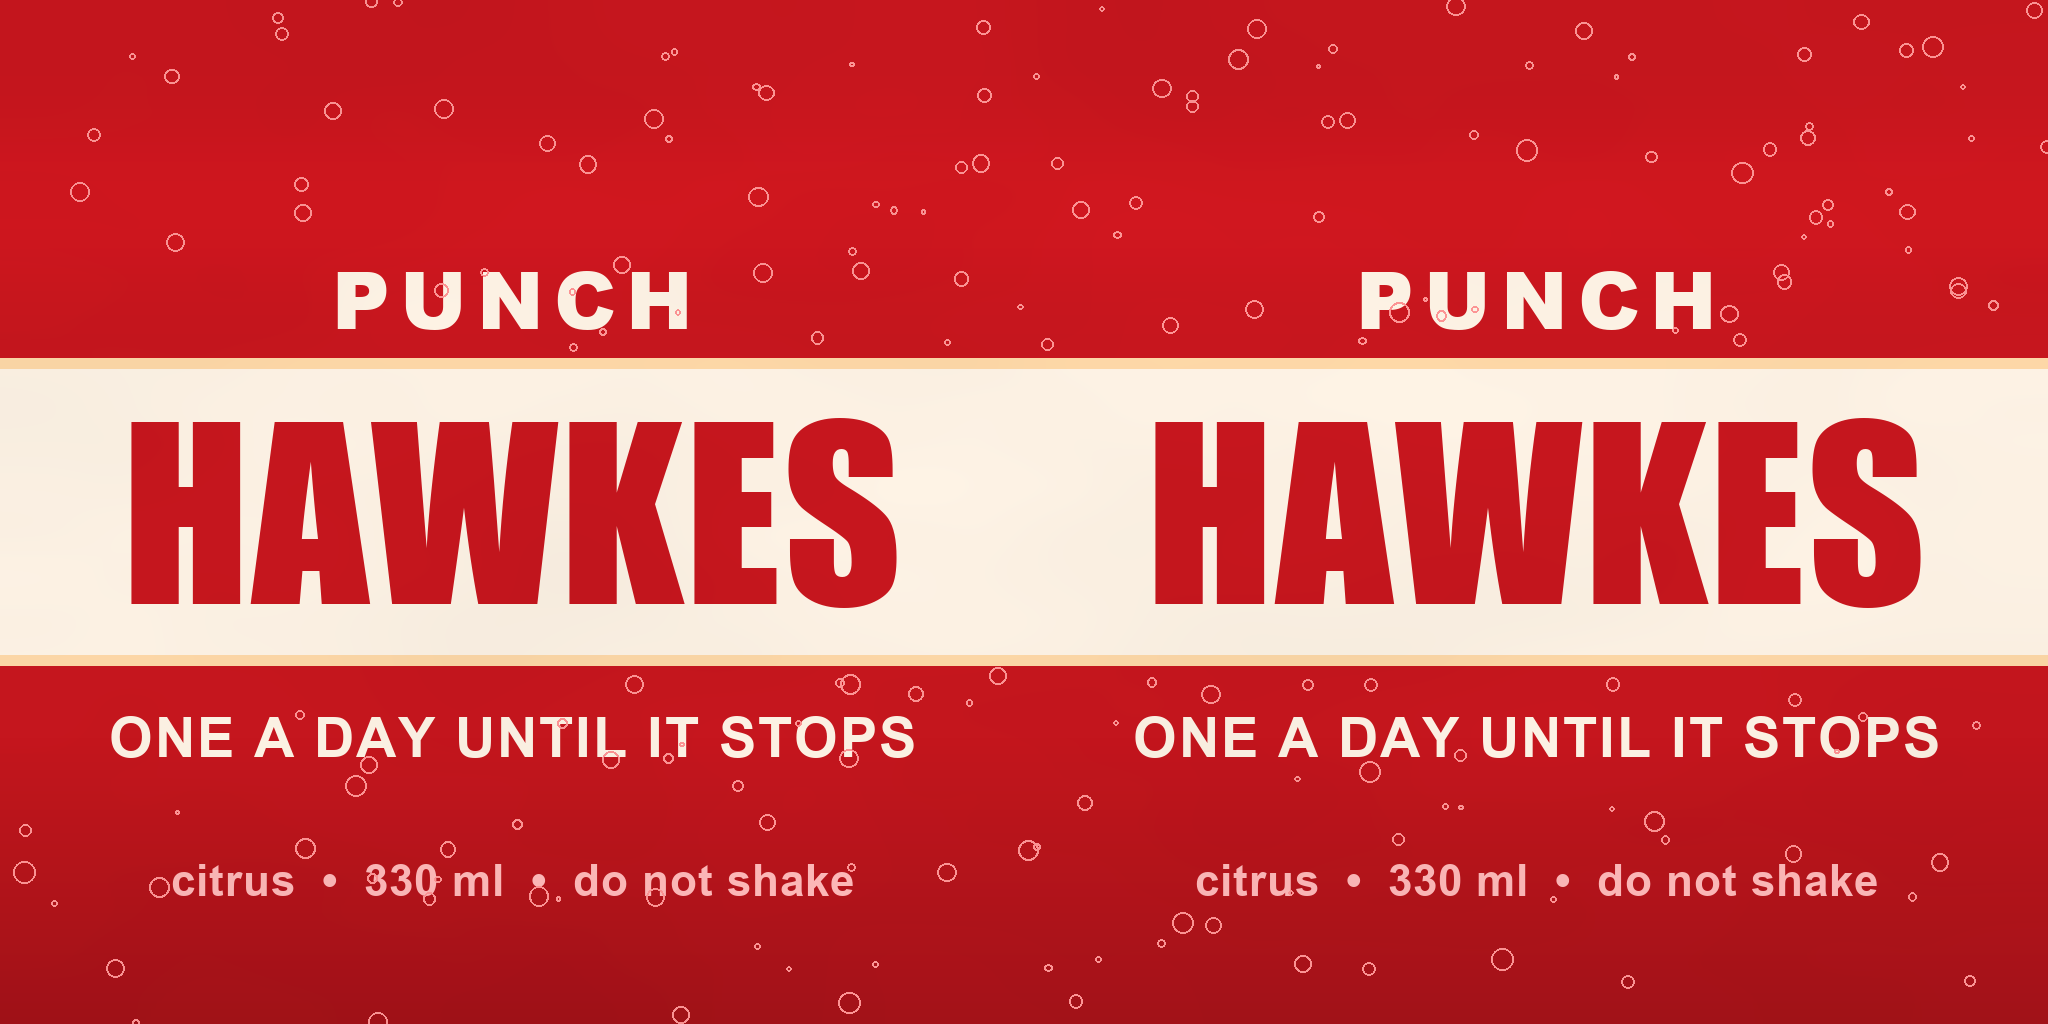 PUNCH
HAWKES
ONE A DAY UNTIL IT STOPS
citrus • 330 ml • do not shake
PUNCH
HAWKES
ONE A DAY UNTIL IT STOPS
citrus • 330 ml • do not shake